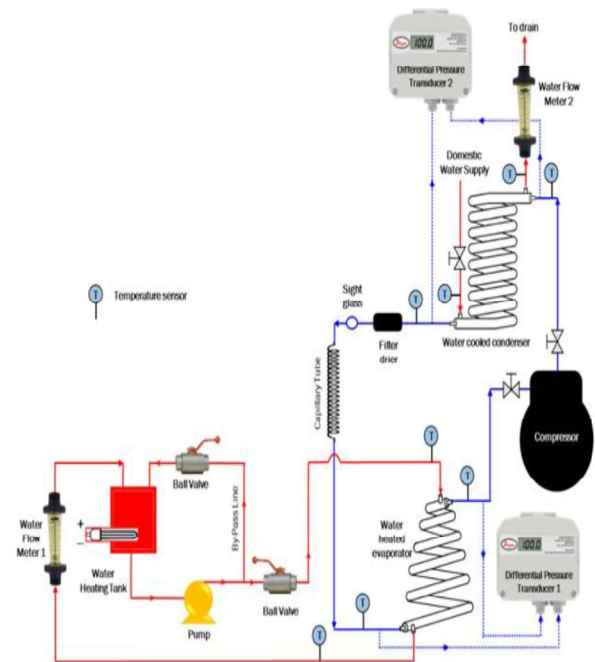 To drain
100.0
Differential Pressure
Transducer 2
Water Flow
Meter 2
Domestic
Water Supply
T
T
T
T
Temperature sensor
T
Sight
glass
Filter
drier
Water cooled condenser
Capillary Tube
Compressor
T
T
Ball Valve
By Pass Line
Water
Flow
Meter 1
+
−
Water
Heating Tank
Pump
Ball Valve
Water
heated
evaporator
100.0
Differential Pressure
Transducer 1
T
T